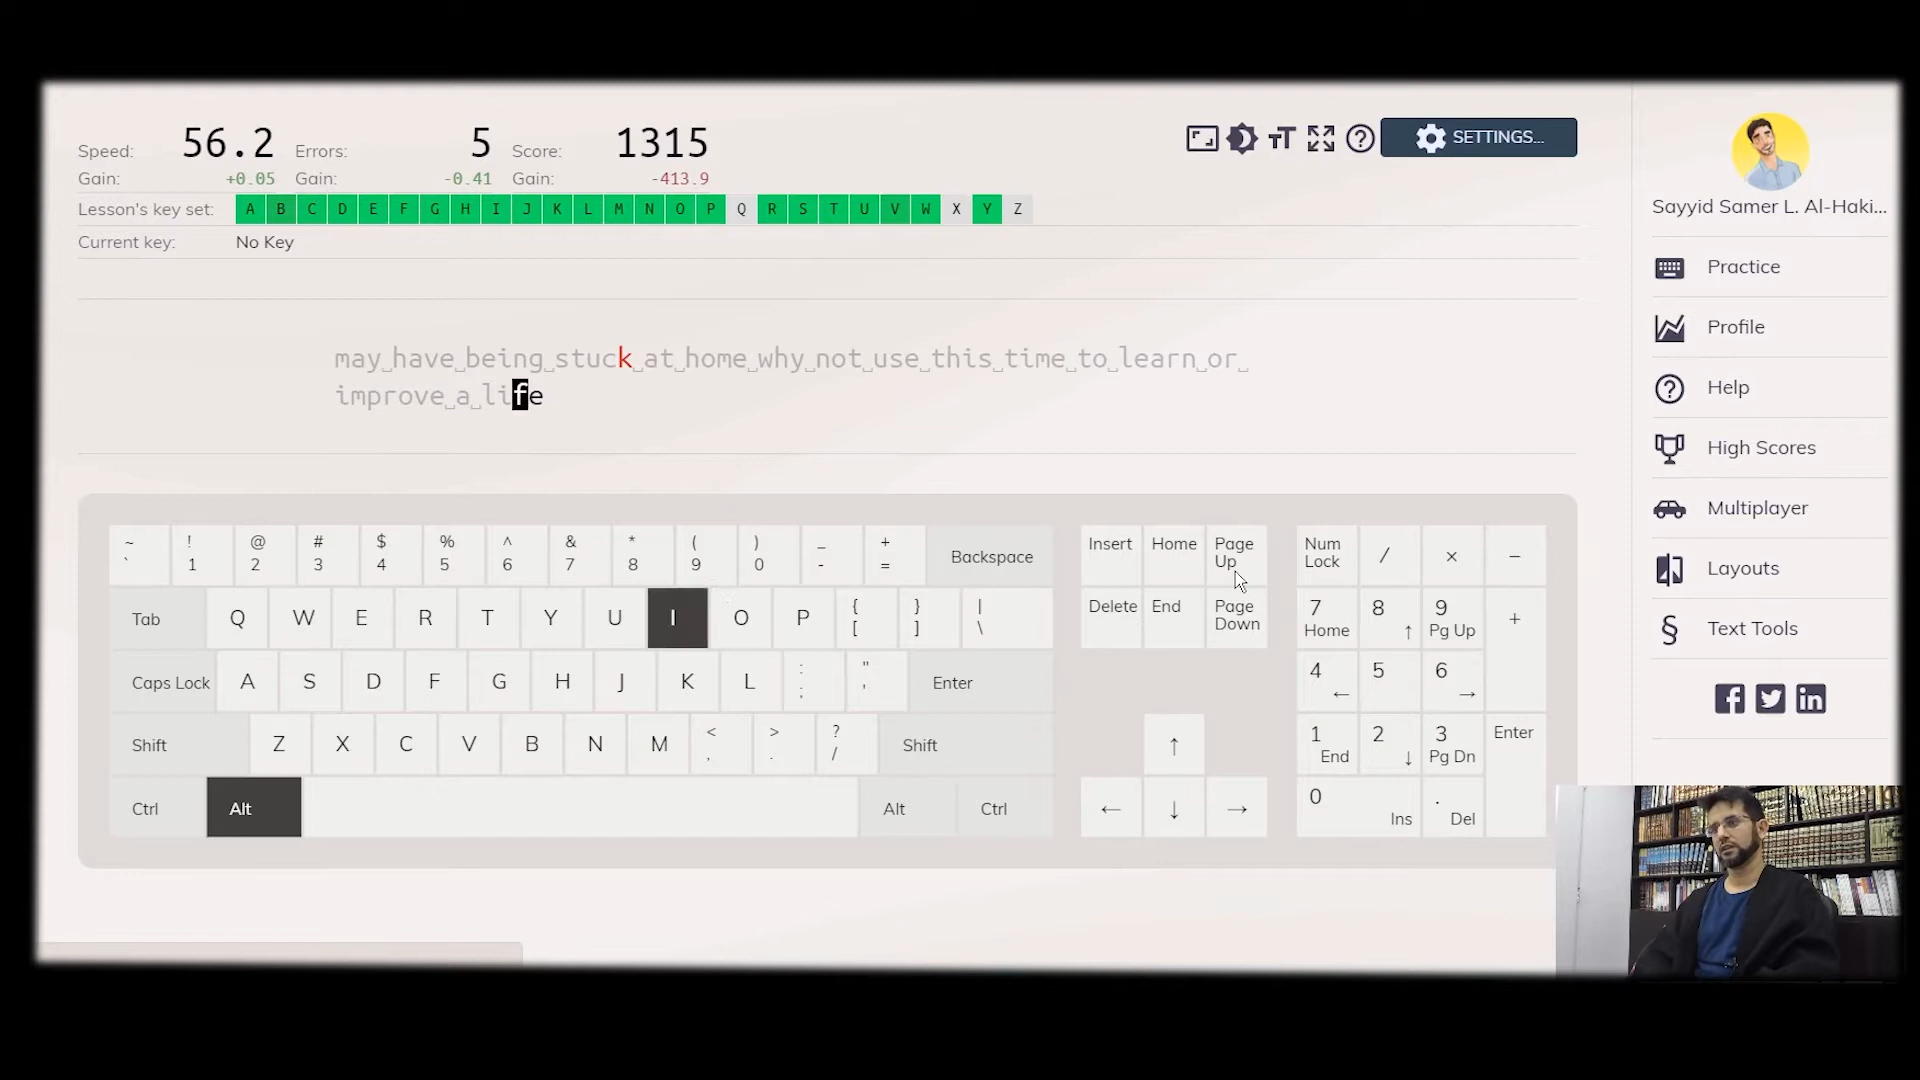 Speed: 56.2 Errors: 5 Score: 1315
Gain: +0.05 Gain: -0.41 Gain: -413.9
Lesson's key set: A B C D E F G H I J K L M N O P Q R S T U V W X Y Z
Current key: No Key
SETTINGS...
may␣have␣being␣stuck␣at␣home␣why␣not␣use␣this␣time␣to␣learn␣or␣
improve␣a␣life
~ ! @ # $ % ^ & * ( ) _ +
` 1 2 3 4 5 6 7 8 9 0 - = Backspace
Tab Q W E R T Y U I O P { [ } ] | \
Caps Lock A S D F G H J K L : ; " ' Enter
Shift Z X C V B N M < , > . ? / Shift
Ctrl Alt Alt Ctrl
Insert Home Page Up
Delete End Page Down
↑
← ↓ →
Num Lock / × −
7 Home 8 ↑ 9 Pg Up +
4 ← 5 6 →
1 End 2 ↓ 3 Pg Dn Enter
0 Ins . Del
Sayyid Samer L. Al-Haki...
Practice
Profile
Help
High Scores
Multiplayer
Layouts
§ Text Tools